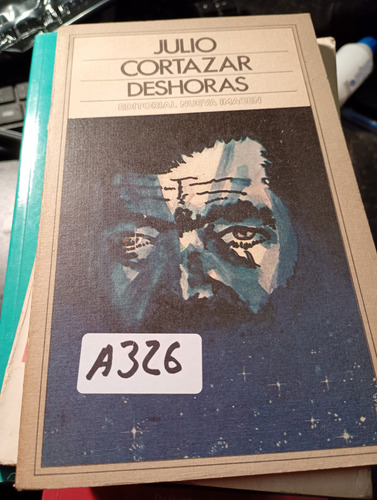 JULIO
CORTAZAR
DESHORAS
EDITORIAL NUEVA IMAGEN
A326